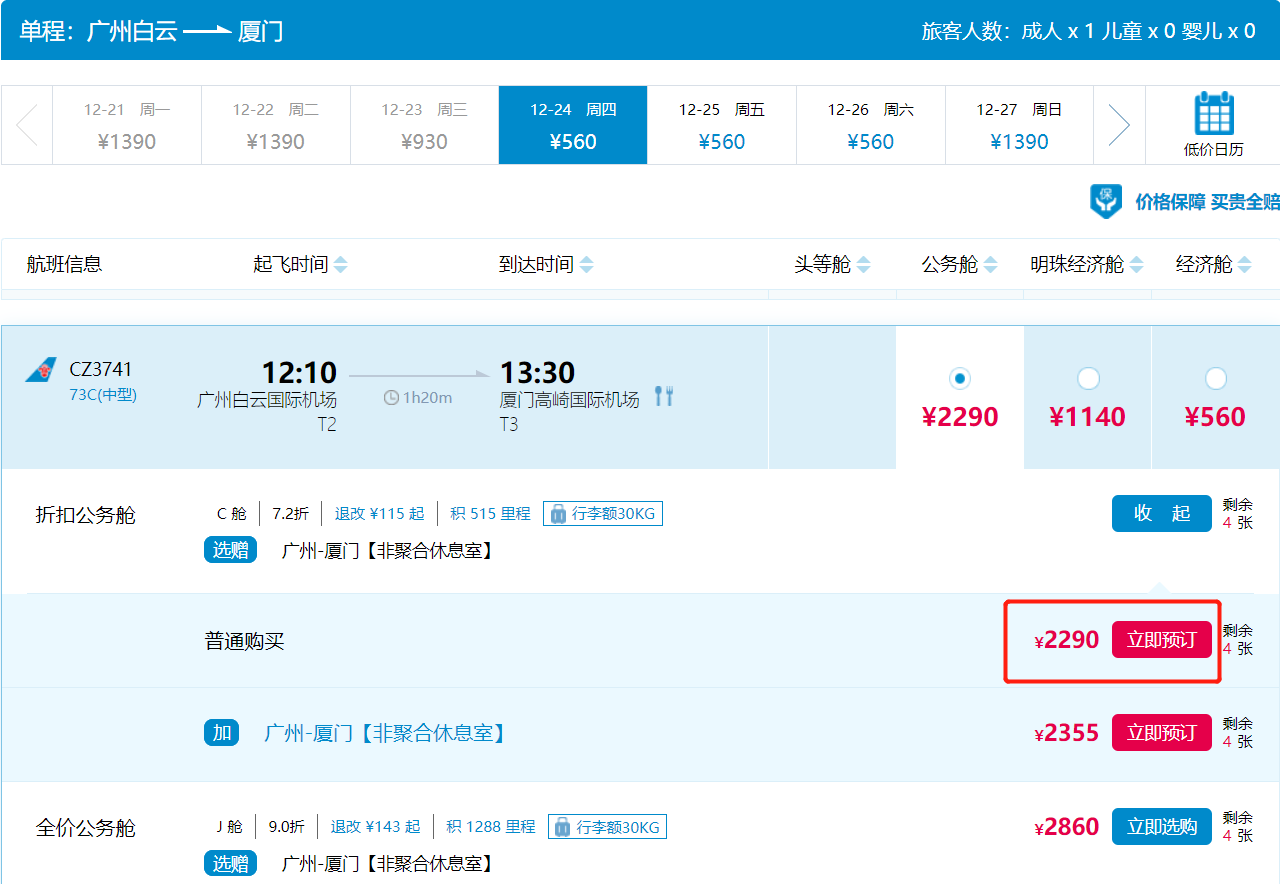 单程：广州白云 厦门
旅客人数：成人 x 1 儿童 x 0 婴儿 x 0
12-21 周一
¥1390
12-22 周二
¥1390
12-23 周三
¥930
12-24 周四
¥560
12-25 周五
¥560
12-26 周六
¥560
12-27 周日
¥1390
低价日历
保
价格保障 买贵全赔
航班信息 起飞时间 到达时间 头等舱 公务舱 明珠经济舱 经济舱
CZ3741
73C(中型)
12:10
广州白云国际机场
T2
1h20m
13:30
厦门高崎国际机场
T3
¥2290
¥1140
¥560
折扣公务舱
C 舱 7.2折 退改 ¥115 起 积 515 里程 行李额30KG
选赠 广州-厦门【非聚合休息室】
收 起
剩余
4 张
普通购买
¥2290 立即预订
剩余
4 张
加 广州-厦门【非聚合休息室】
¥2355 立即预订
剩余
4 张
全价公务舱
J 舱 9.0折 退改 ¥143 起 积 1288 里程 行李额30KG
选赠 广州-厦门【非聚合休息室】
¥2860 立即选购
剩余
4 张